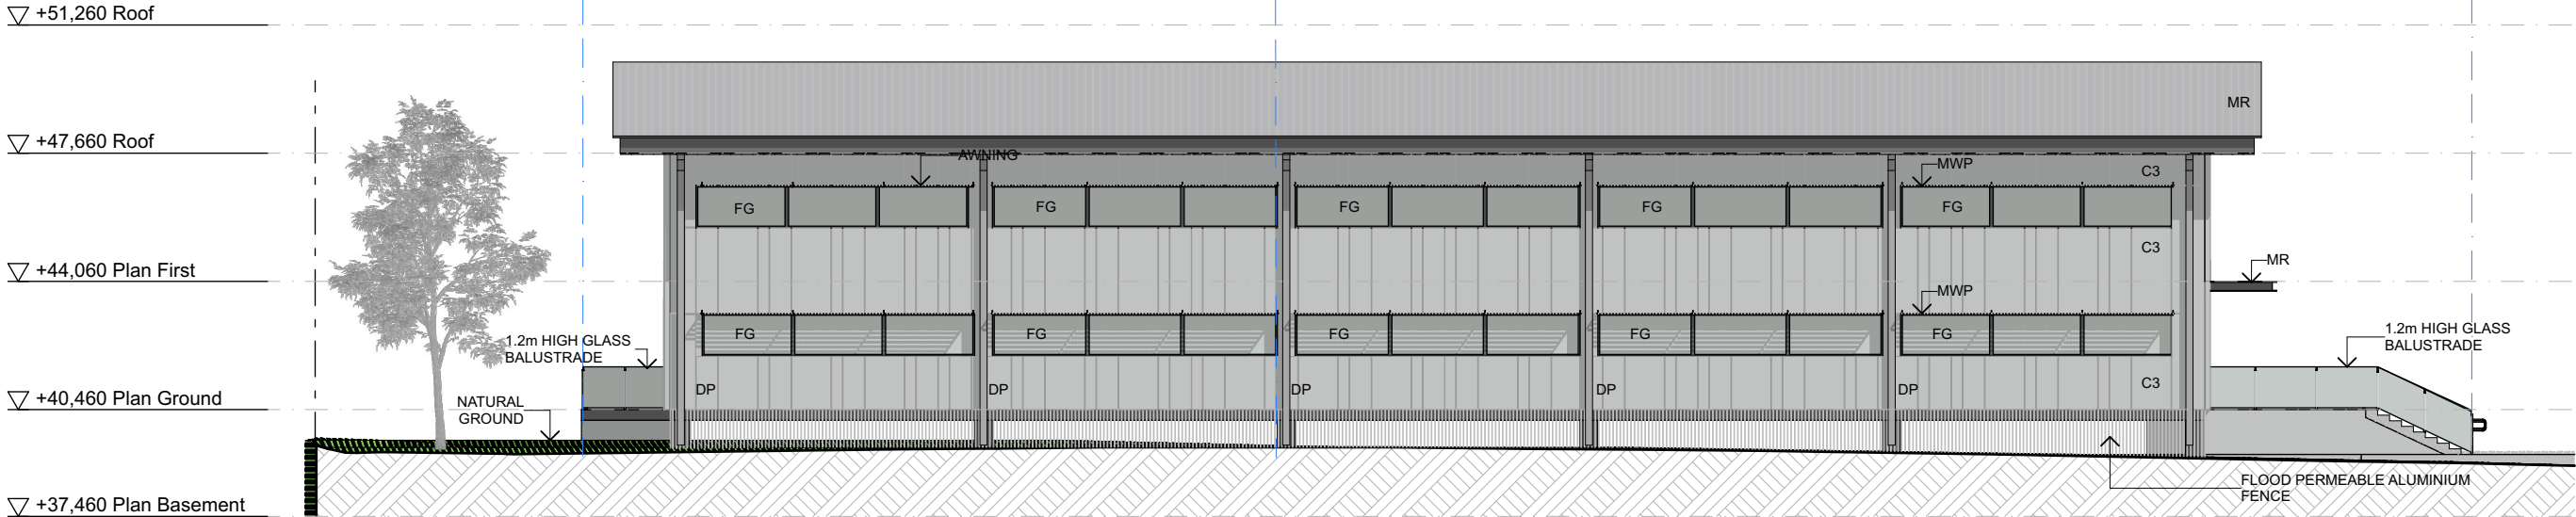 +51,260 Roof
MR
+47,660 Roof
AWNING
MWP
C3
FG
FG
FG
FG
FG
C3
+44,060 Plan First
MR
MWP
FG
FG
FG
FG
FG
1.2m HIGH GLASS
BALUSTRADE
1.2m HIGH GLASS
BALUSTRADE
DP
DP
DP
DP
DP
C3
+40,460 Plan Ground
NATURAL
GROUND
FLOOD PERMEABLE ALUMINIUM
FENCE
+37,460 Plan Basement